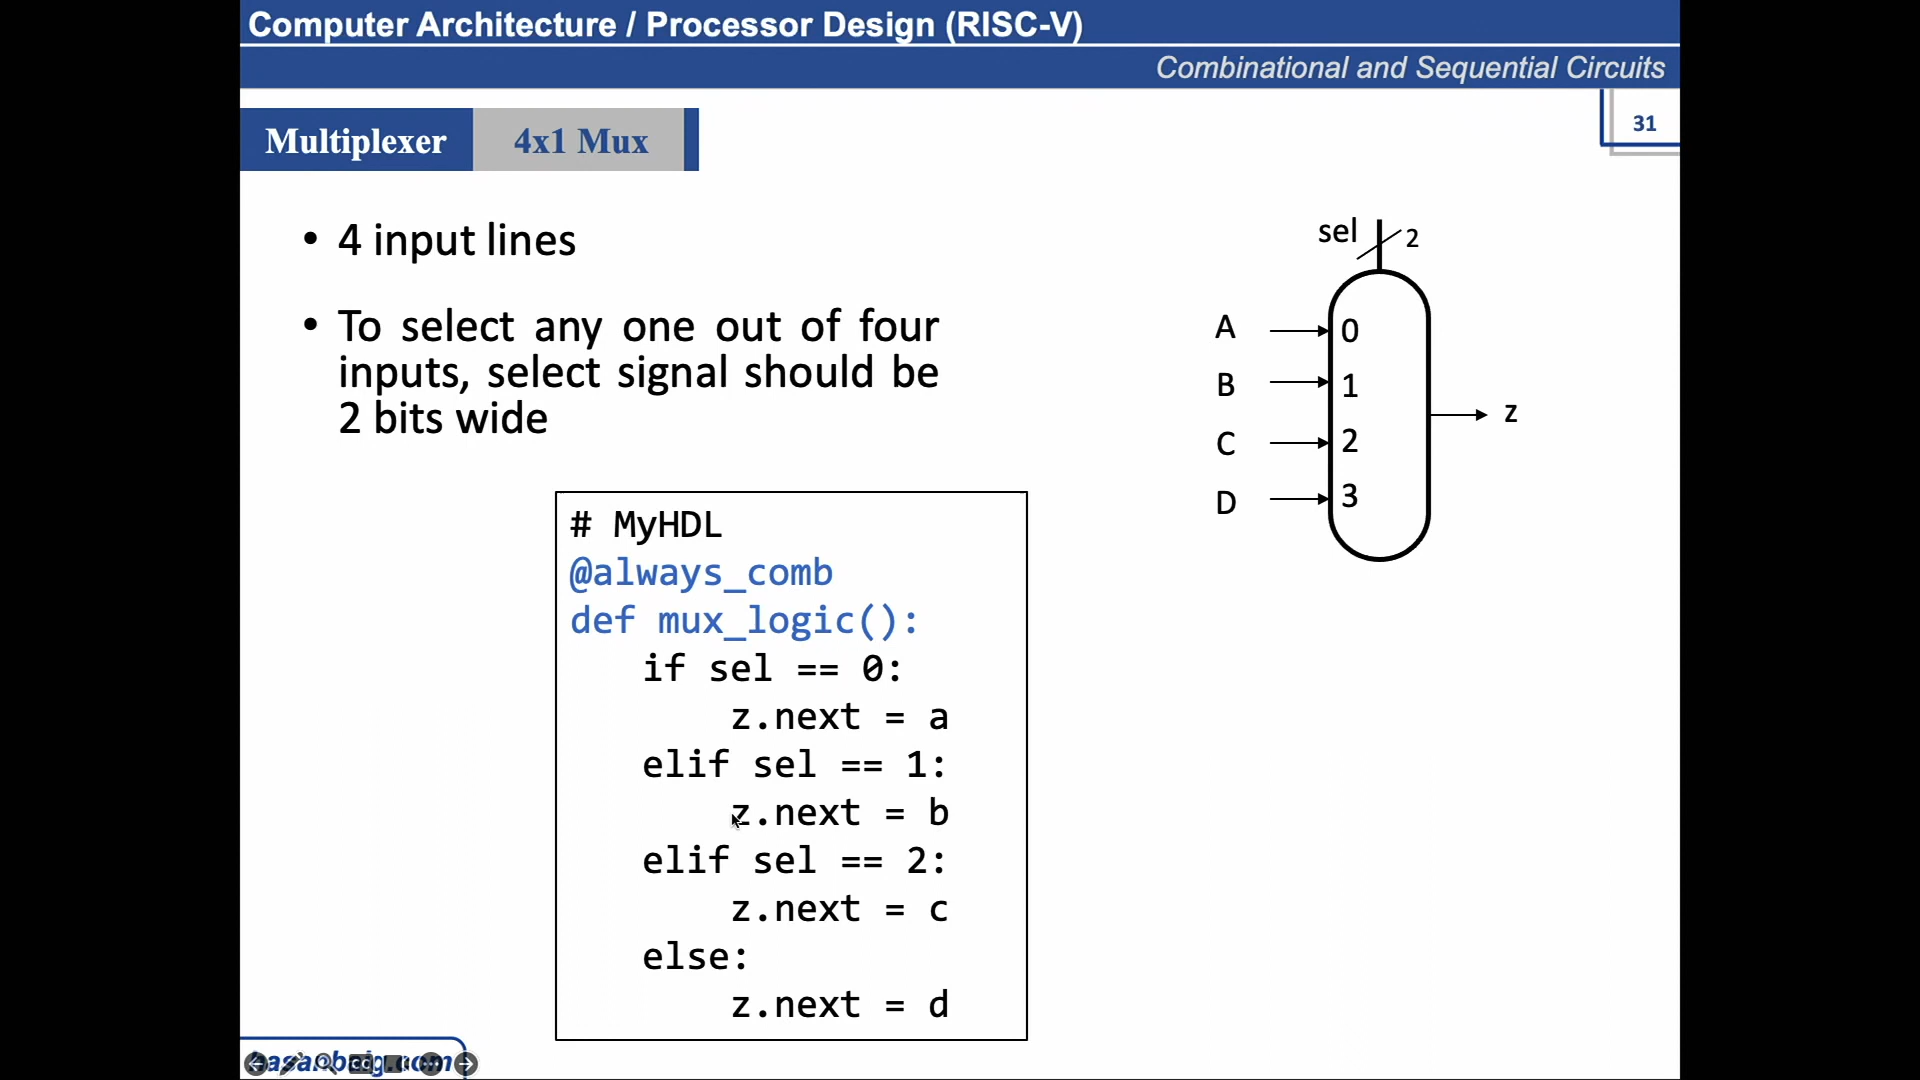 Computer Architecture / Processor Design (RISC-V)
Combinational and Sequential Circuits
31
Multiplexer 4x1 Mux
• 4 input lines
• To select any one out of four
inputs, select signal should be
2 bits wide
sel 2
A 0
B 1
C 2
D 3
z
# MyHDL
@always_comb
def mux_logic():
if sel == 0:
z.next = a
elif sel == 1:
z.next = b
elif sel == 2:
z.next = c
else:
z.next = d
hasanbaig.com